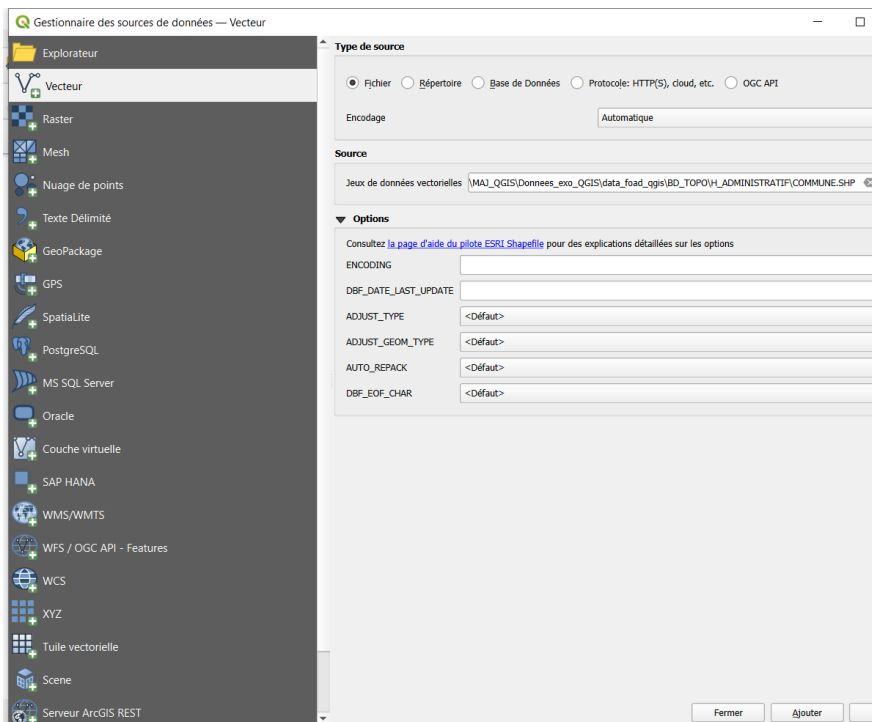 Gestionnaire des sources de données — Vecteur
Explorateur
Vecteur
Raster
Mesh
Nuage de points
Texte Délimité
GeoPackage
GPS
SpatiaLite
PostgreSQL
MS SQL Server
Oracle
Couche virtuelle
SAP HANA
WMS/WMTS
WFS / OGC API - Features
WCS
XYZ
Tuile vectorielle
Scene
Serveur ArcGIS REST
Type de source
Fichier Répertoire Base de Données Protocole: HTTP(S), cloud, etc. OGC API
Encodage Automatique
Source
Jeux de données vectorielles \MAJ_QGIS\Donnees_exo_QGIS\data_foad_qgis\BD_TOPO\H_ADMINISTRATIF\COMMUNE.SHP
Options
Consultez la page d'aide du pilote ESRI Shapefile pour des explications détaillées sur les options
ENCODING
DBF_DATE_LAST_UPDATE
ADJUST_TYPE <Défaut>
ADJUST_GEOM_TYPE <Défaut>
AUTO_REPACK <Défaut>
DBF_EOF_CHAR <Défaut>
Fermer Ajouter